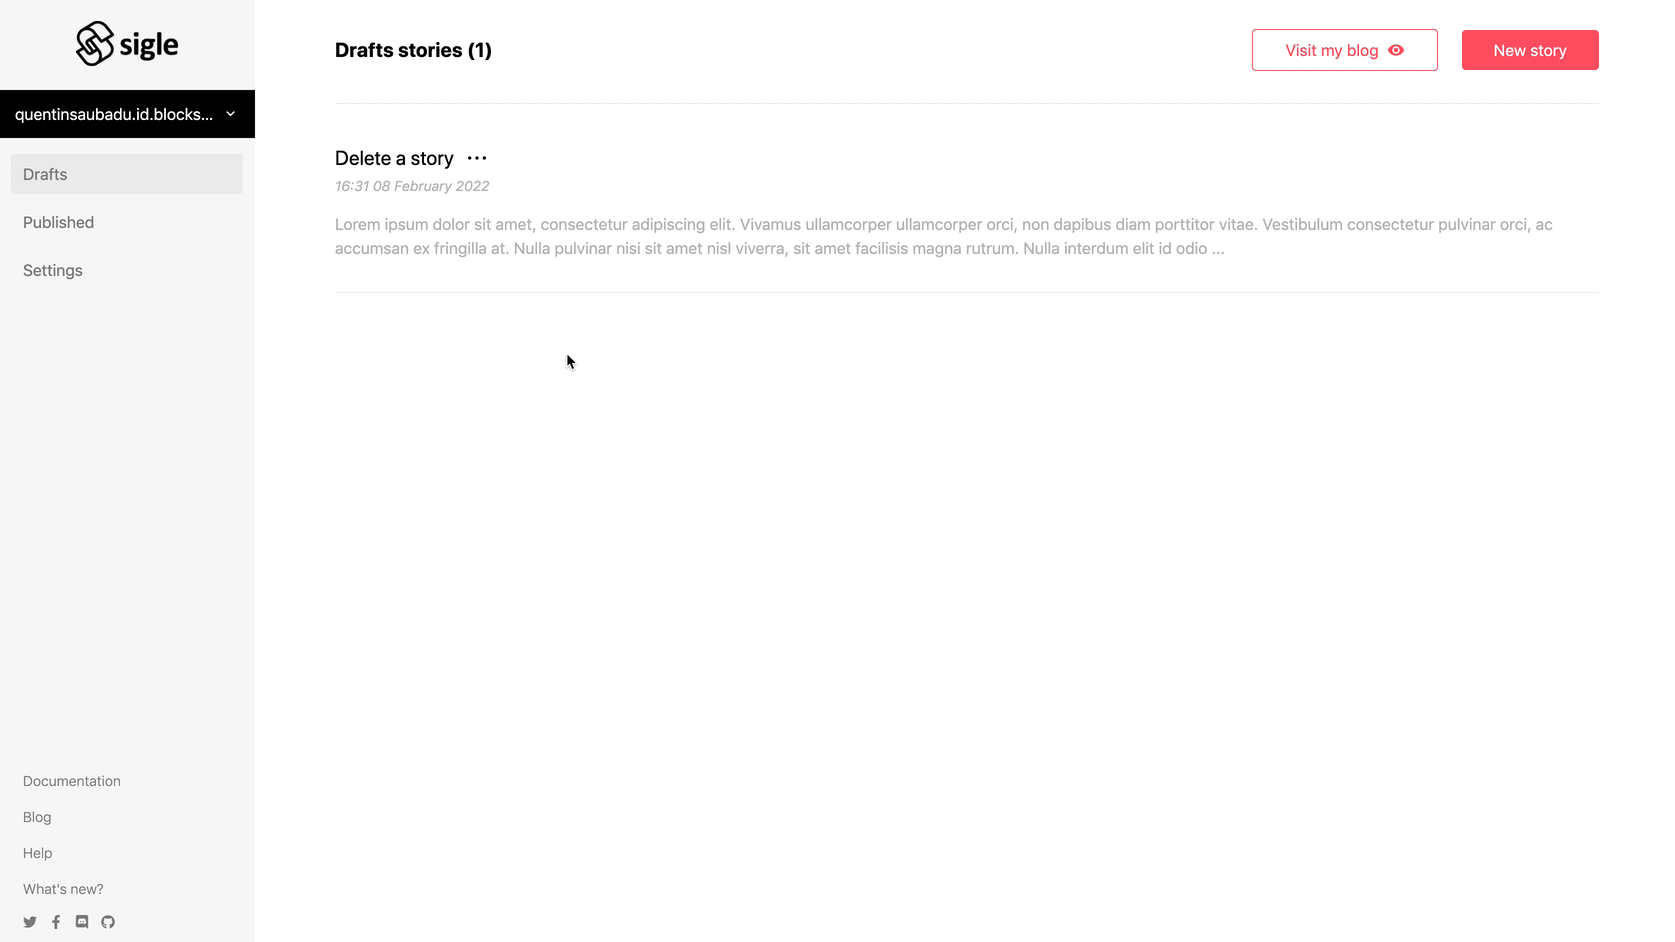 sigle
quentinsaubadu.id.blocks...
Drafts
Published
Settings
Documentation
Blog
Help
What's new?
Drafts stories (1)
Visit my blog
New story
Delete a story ···
16:31 08 February 2022
Lorem ipsum dolor sit amet, consectetur adipiscing elit. Vivamus ullamcorper ullamcorper orci, non dapibus diam porttitor vitae. Vestibulum consectetur pulvinar orci, ac
accumsan ex fringilla at. Nulla pulvinar nisi sit amet nisl viverra, sit amet facilisis magna rutrum. Nulla interdum elit id odio ...